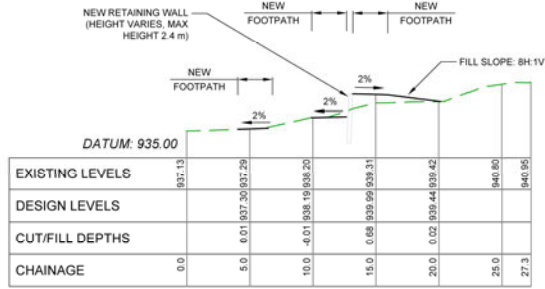 NEW RETAINING WALL
(HEIGHT VARIES, MAX
HEIGHT 2.4 m)
NEW
FOOTPATH
NEW
FOOTPATH
FILL SLOPE: 8H:1V
NEW
FOOTPATH
2%
2%
2%
DATUM: 935.00
EXISTING LEVELS 937.13 937.29 938.20 939.31 939.42 940.80 940.95
DESIGN LEVELS 937.30 938.19 939.99 939.44
CUT/FILL DEPTHS 0.01 -0.01 0.68 0.02
CHAINAGE 0.0 5.0 10.0 15.0 20.0 25.0 27.3